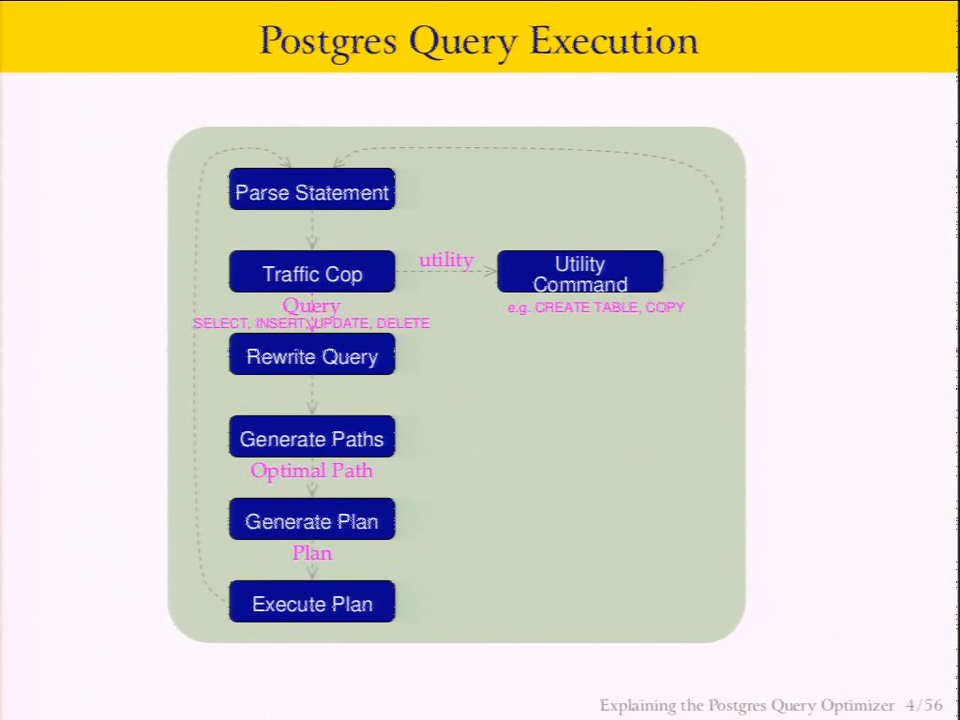 Postgres Query Execution
Parse Statement
Traffic Cop
utility
Utility
Command
Query
SELECT, INSERT, UPDATE, DELETE
e.g. CREATE TABLE, COPY
Rewrite Query
Generate Paths
Optimal Path
Generate Plan
Plan
Execute Plan
Explaining the Postgres Query Optimizer 4/56